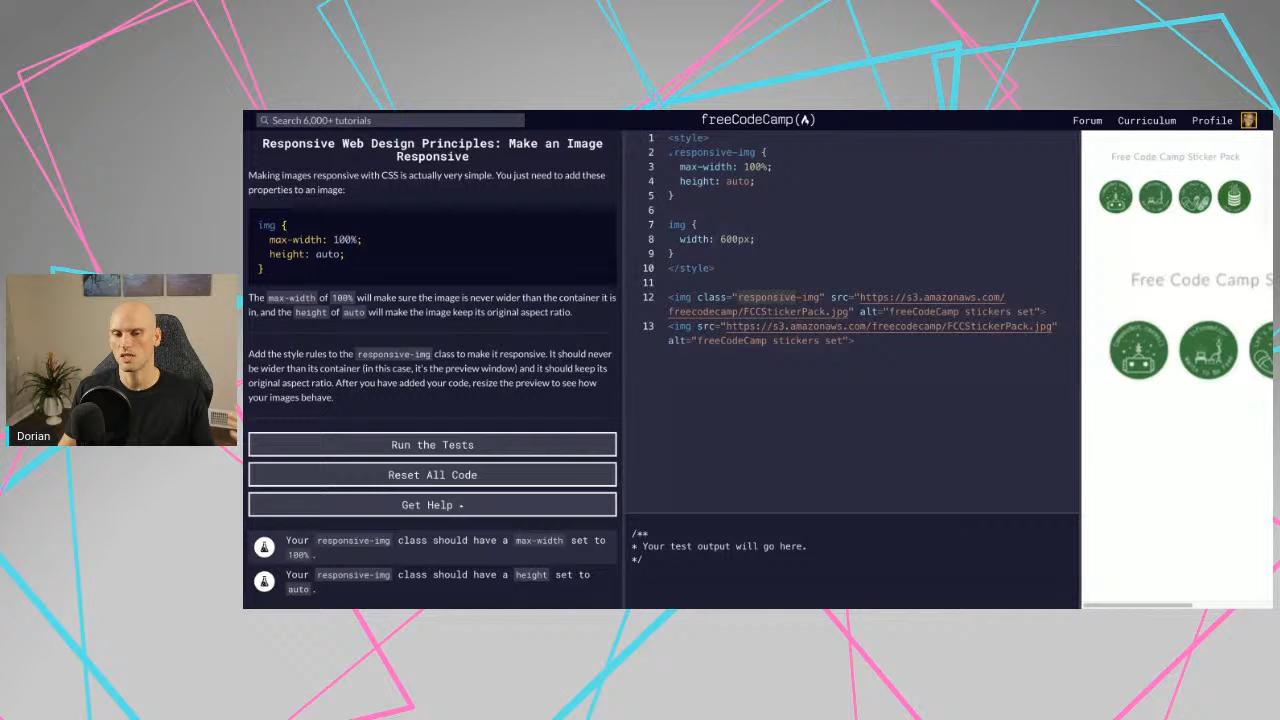 Search 6,000+ tutorials
freeCodeCamp
Forum
Curriculum
Profile
Responsive Web Design Principles: Make an Image
Responsive
Making images responsive with CSS is actually very simple. You just need to add these
properties to an image:
img {
max-width: 100%;
height: auto;
}
The max-width of 100% will make sure the image is never wider than the container it is
in, and the height of auto will make the image keep its original aspect ratio.
Add the style rules to the responsive-img class to make it responsive. It should never
be wider than its container (in this case, it's the preview window) and it should keep its
original aspect ratio. After you have added your code, resize the preview to see how
your images behave.
Run the Tests
Reset All Code
Get Help
Your responsive-img class should have a max-width set to
100%.
Your responsive-img class should have a height set to
auto.
1 <style>
2 .responsive-img {
3 max-width: 100%;
4 height: auto;
5 }
6
7 img {
8 width: 600px;
9 }
10 </style>
11
12 <img class="responsive-img" src="https://s3.amazonaws.com/
freecodecamp/FCCStickerPack.jpg" alt="freeCodeCamp stickers set">
13 <img src="https://s3.amazonaws.com/freecodecamp/FCCStickerPack.jpg"
alt="freeCodeCamp stickers set">
/**
* Your test output will go here.
*/
Free Code Camp Sticker Pack
Free Code Camp S
Dorian